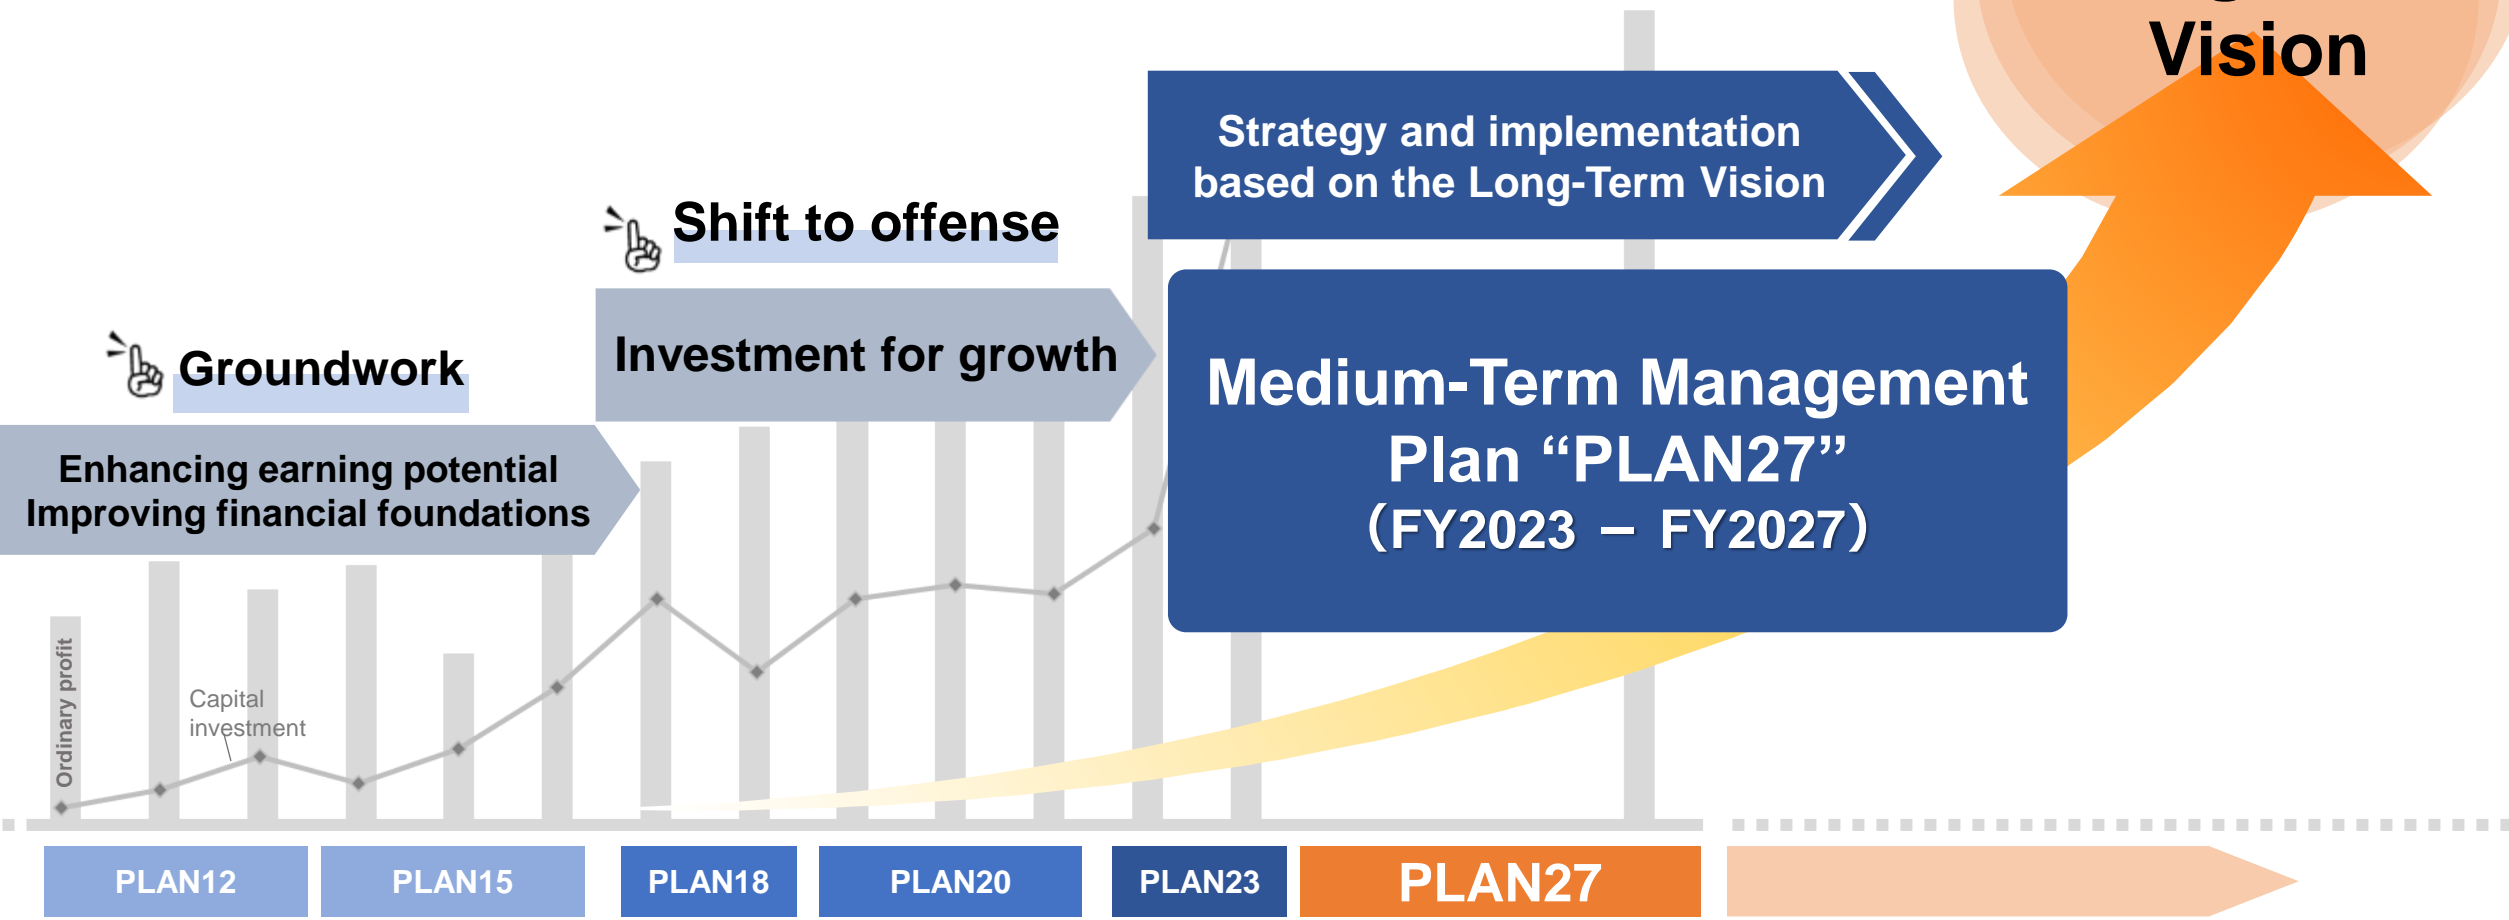 Vision
Strategy and implementation
based on the Long-Term Vision
Shift to offense
Investment for growth
Groundwork
Enhancing earning potential
Improving financial foundations
Medium-Term Management
Plan “PLAN27”
（FY2023 － FY2027）
Ordinary profit
Capital
investment
PLAN12
PLAN15
PLAN18
PLAN20
PLAN23
PLAN27